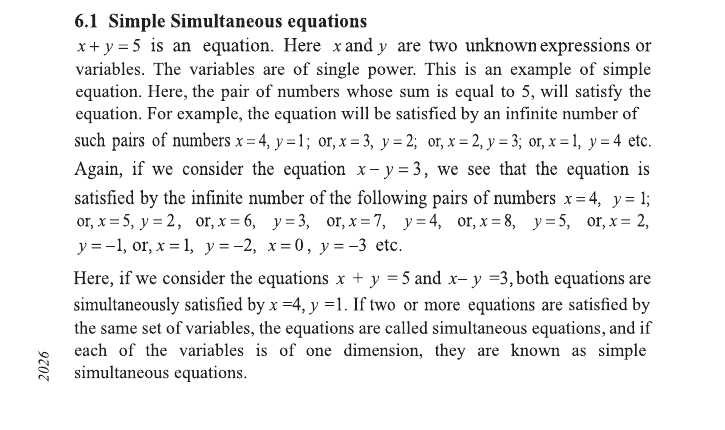 6.1 Simple Simultaneous equations
x + y = 5 is an equation. Here x and y are two unknown expressions or
variables. The variables are of single power. This is an example of simple
equation. Here, the pair of numbers whose sum is equal to 5, will satisfy the
equation. For example, the equation will be satisfied by an infinite number of
such pairs of numbers x = 4, y = 1; or, x = 3, y = 2; or, x = 2, y = 3; or, x = 1, y = 4 etc.
Again, if we consider the equation x − y = 3, we see that the equation is
satisfied by the infinite number of the following pairs of numbers x = 4, y = 1;
or, x = 5, y = 2, or, x = 6, y = 3, or, x = 7, y = 4, or, x = 8, y = 5, or, x = 2,
y = −1, or, x = 1, y = −2, x = 0, y = −3 etc.
Here, if we consider the equations x + y = 5 and x− y =3, both equations are
simultaneously satisfied by x =4, y =1. If two or more equations are satisfied by
the same set of variables, the equations are called simultaneous equations, and if
each of the variables is of one dimension, they are known as simple
simultaneous equations.
2026